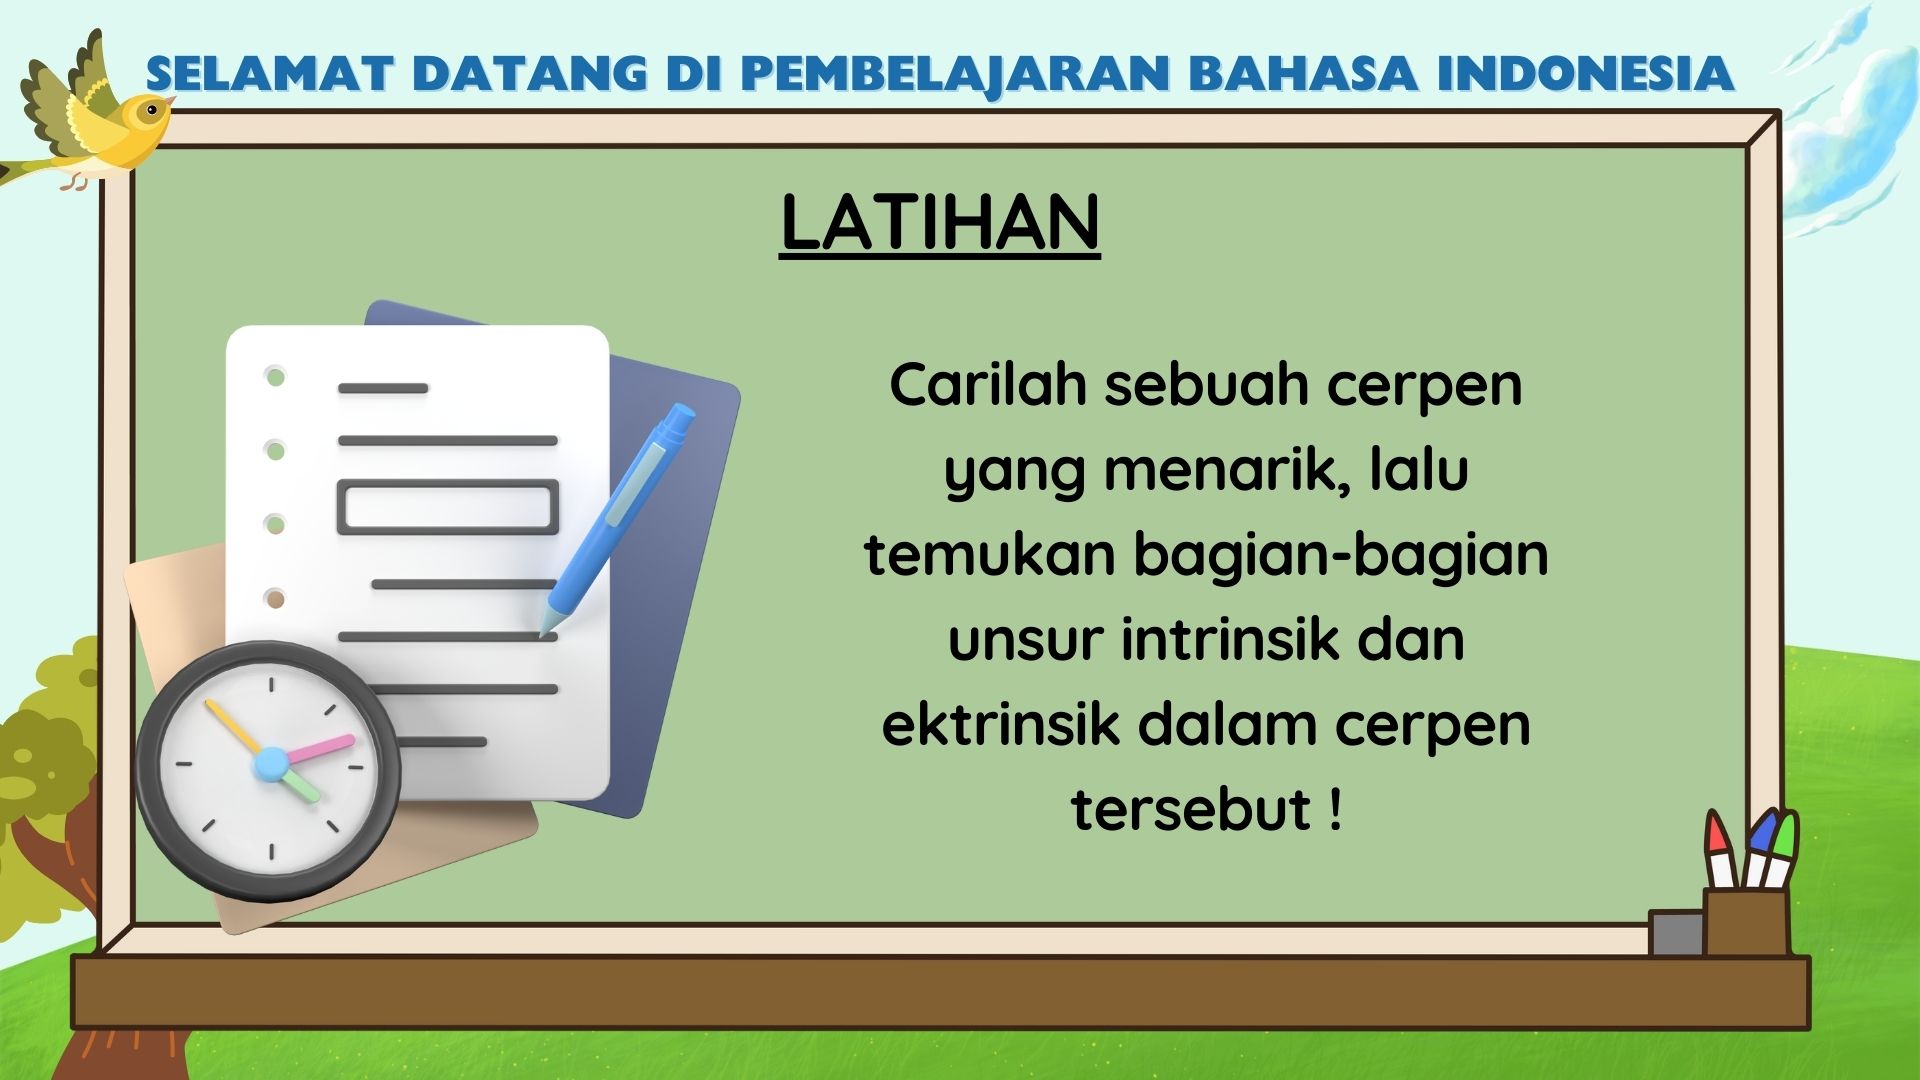 SELAMAT DATANG DI PEMBELAJARAN BAHASA INDONESIA
LATIHAN
Carilah sebuah cerpen
yang menarik, lalu
temukan bagian-bagian
unsur intrinsik dan
ektrinsik dalam cerpen
tersebut !